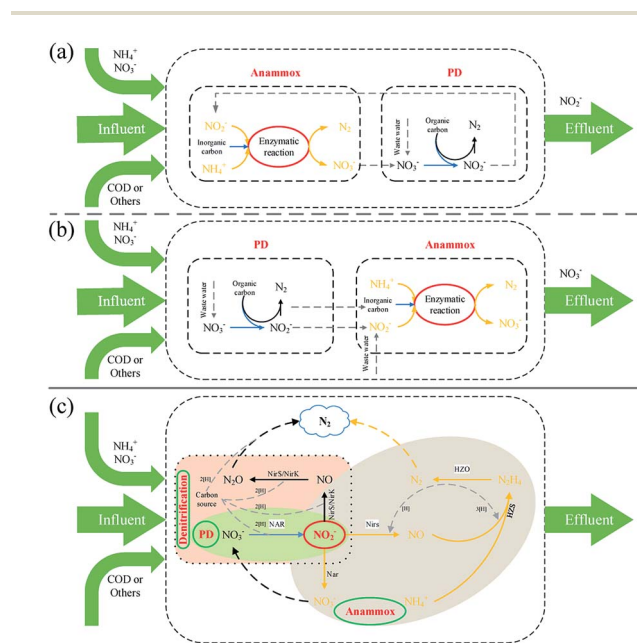 (a)
NH₄⁺
NO₃⁻
Influent
COD or
Others
Anammox
NO₂⁻
Inorganic
carbon
NH₄⁺
Enzymatic
reaction
N₂
NO₃⁻
PD
Waste water
Organic
carbon
N₂
NO₃⁻
NO₂⁻
NO₂⁻
Effluent
(b)
NH₄⁺
NO₃⁻
Influent
COD or
Others
PD
Waste water
Organic
carbon
N₂
NO₃⁻
NO₂⁻
Anammox
NH₄⁺
Inorganic
carbon
NO₂⁻
Waste water
Enzymatic
reaction
N₂
NO₃⁻
NO₃⁻
Effluent
(c)
NH₄⁺
NO₃⁻
Influent
COD or
Others
N₂
Denitrification
2[H]
N₂O
NirS/NirK
NO
Carbon
source
2[H]
2[H]
NirS/NirK
2[H]
NAR
PD
NO₃⁻
NO₂⁻
Nirs
NO
[H]
3[H]
N₂
HZO
N₂H₄
HZS
Nar
NO₃⁻
Anammox
NH₄⁺
Effluent